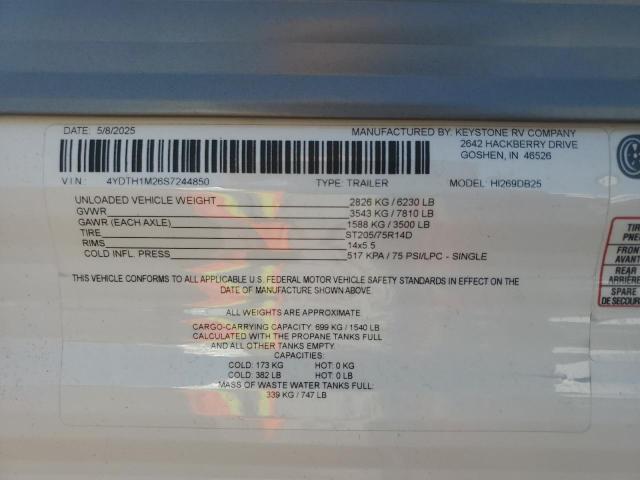 DATE: 5/8/2025
MANUFACTURED BY: KEYSTONE RV COMPANY
2642 HACKBERRY DRIVE
GOSHEN, IN 46526
VIN: 4YDTH1M26S7244850 TYPE: TRAILER MODEL: HI269DB25
UNLOADED VEHICLE WEIGHT 2826 KG / 6230 LB
GVWR 3543 KG / 7810 LB
GAWR (EACH AXLE) 1588 KG / 3500 LB
TIRE ST205/75R14D
RIMS 14x5.5
COLD INFL. PRESS 517 KPA / 75 PSI/LPC - SINGLE
THIS VEHICLE CONFORMS TO ALL APPLICABLE U.S. FEDERAL MOTOR VEHICLE SAFETY STANDARDS IN EFFECT ON THE
DATE OF MANUFACTURE SHOWN ABOVE.
ALL WEIGHTS ARE APPROXIMATE
CARGO-CARRYING CAPACITY: 699 KG / 1540 LB
CALCULATED WITH THE PROPANE TANKS FULL
AND ALL OTHER TANKS EMPTY.
CAPACITIES:
COLD: 173 KG HOT: 0 KG
COLD: 382 LB HOT: 0 LB
MASS OF WASTE WATER TANKS FULL:
339 KG / 747 LB
TIR
PNE
FRONT
AVANT
REAR
ARRIÈRE
SPARE
DE SECOUR